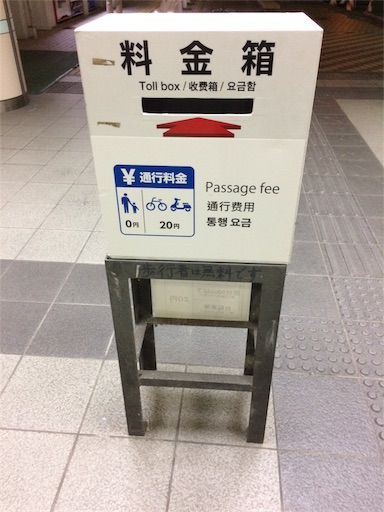 料金箱
Toll box / 收费箱 / 요금함
¥ 通行料金
0円
20円
Passage fee
通行费用
통행 요금
歩行者は無料です。